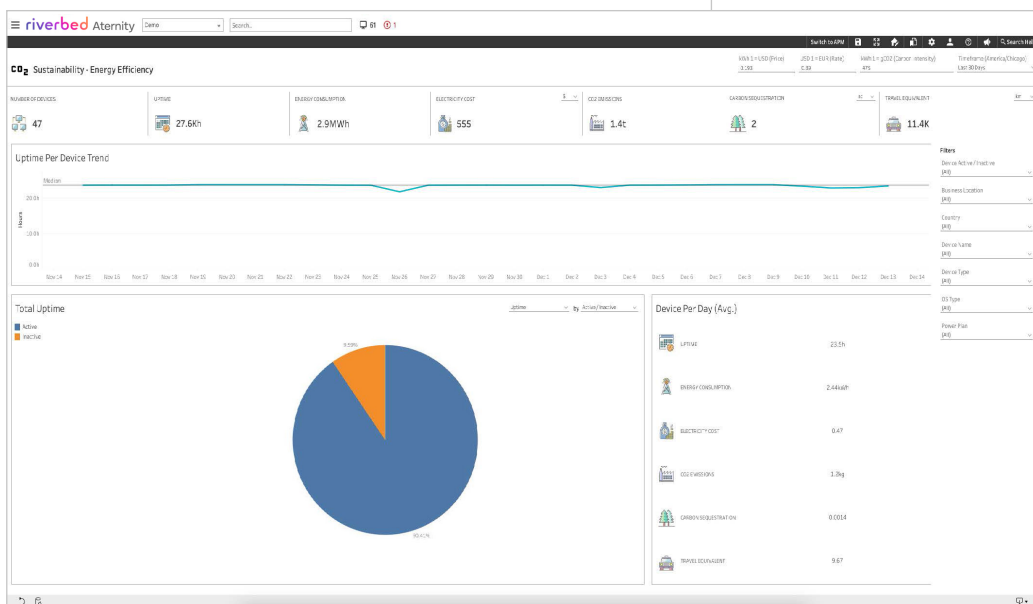 riverbed Aternity Demo Search... 61 1
Switch to APM Search Hel
CO2 Sustainability - Energy Efficiency
kWh 1 = USD (Price) USD 1 = EUR (Rate) kWh 1 = gCO2 (Carbon Intensity) Timeframe (America/Chicago)
475 Last 30 Days
NUMBER OF DEVICES UPTIME ENERGY CONSUMPTION ELECTRICITY COST $ CO2 EMISSIONS CARBON SEQUESTRATION TRAVEL EQUIVALENT km
47 27.6Kh 2.9MWh 555 1.4t 2 11.4K
Uptime Per Device Trend
Median
20.0h
Hours
10.0h
0.0h
Nov 14 Nov 15 Nov 16 Nov 17 Nov 18 Nov 19 Nov 20 Nov 21 Nov 22 Nov 23 Nov 24 Nov 25 Nov 26 Nov 27 Nov 28 Nov 29 Nov 30 Dec 1 Dec 2 Dec 3 Dec 4 Dec 5 Dec 6 Dec 7 Dec 8 Dec 9 Dec 10 Dec 11 Dec 12 Dec 13 Dec 14
Filters
Device Active / Inactive
(All)
Business Location
(All)
Country
(All)
Device Name
(All)
Device Type
(All)
OS Type
(All)
Power Plan
(All)
Total Uptime
Uptime by Active/Inactive
Active
Inactive
9.59%
90.41%
Device Per Day (Avg.)
UPTIME 23.5h
ENERGY CONSUMPTION 2.44kWh
ELECTRICITY COST 0.47
CO2 EMISSIONS 1.2kg
CARBON SEQUESTRATION 0.0014
TRAVEL EQUIVALENT 9.67